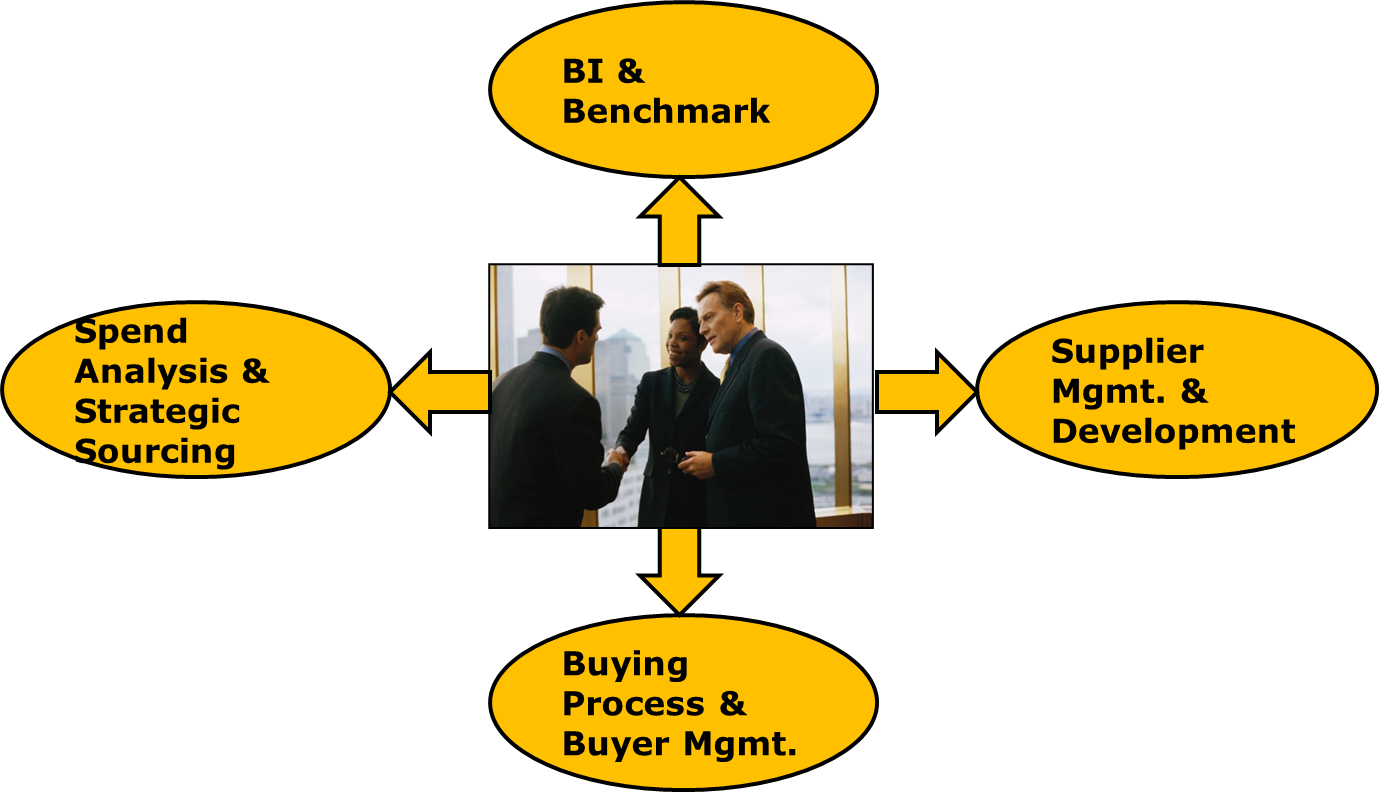 BI &
Benchmark
Spend
Analysis &
Strategic
Sourcing
Supplier
Mgmt. &
Development
Buying
Process &
Buyer Mgmt.